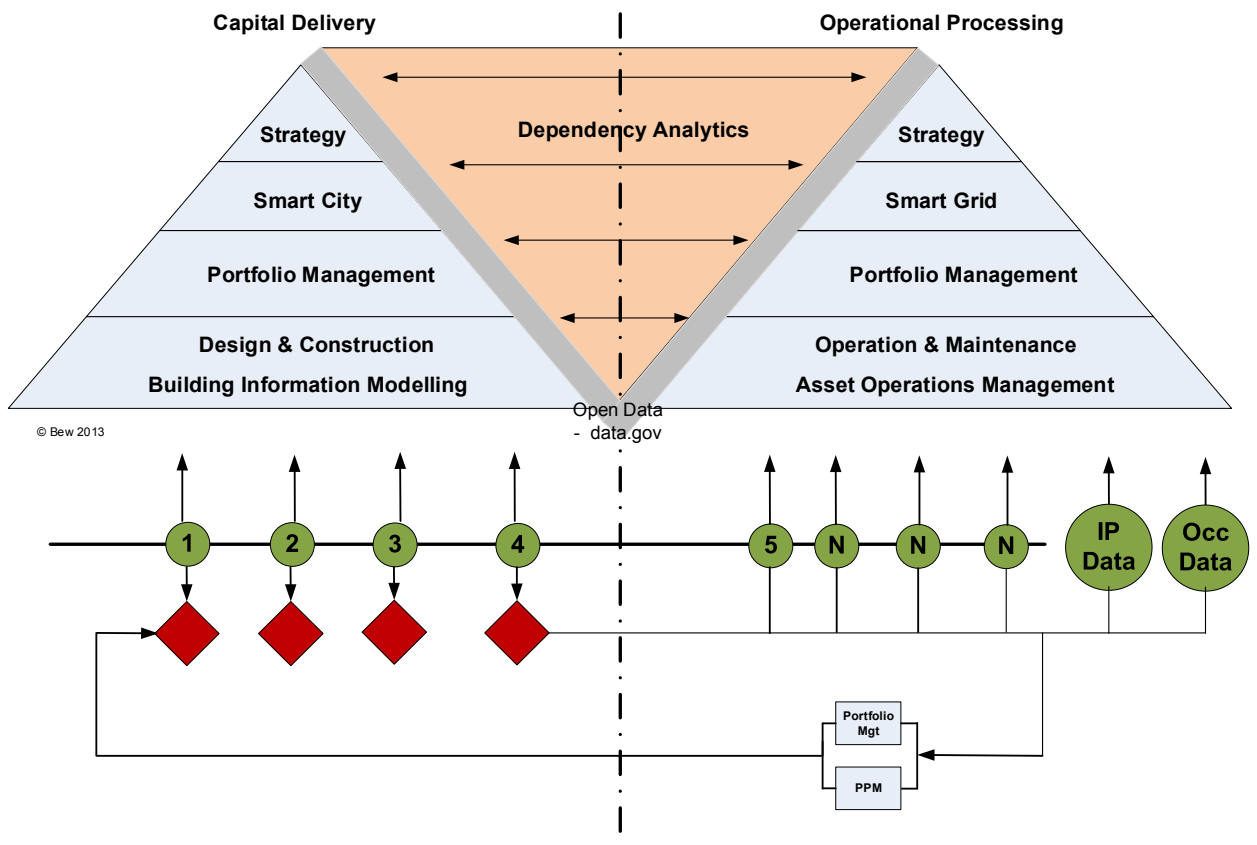 Capital Delivery
Operational Processing
Dependency Analytics
Strategy
Strategy
Smart City
Smart Grid
Portfolio Management
Portfolio Management
Design & Construction
Building Information Modelling
Operation & Maintenance
Asset Operations Management
Open Data
- data.gov
© Bew 2013
1
2
3
4
5
N
N
N
IP
Data
Occ
Data
Portfolio
Mgt
PPM